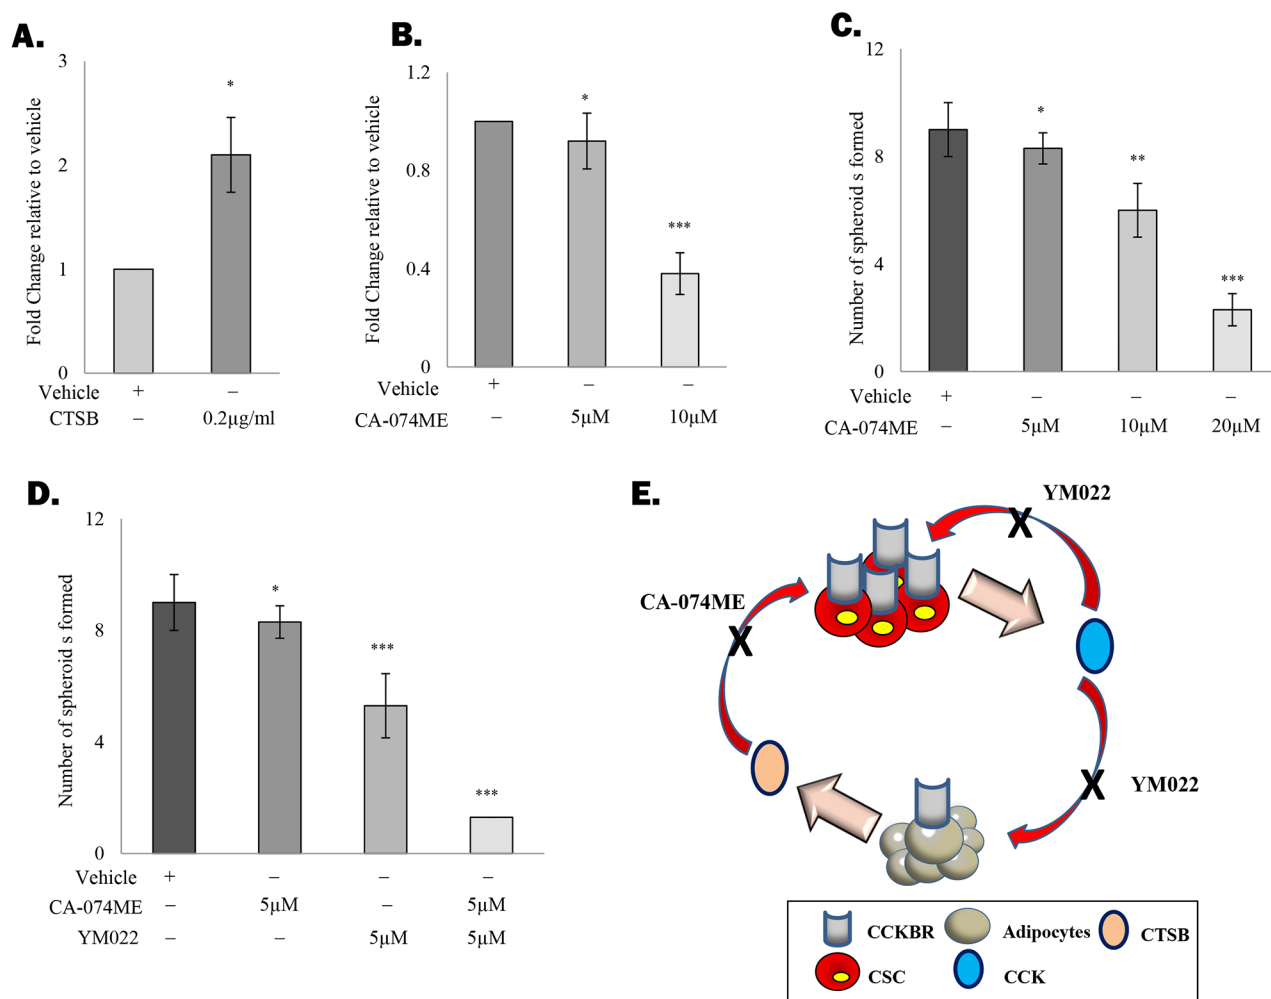 A.
Fold Change relative to vehicle
3
*
2
1
0
Vehicle + –
CTSB – 0.2µg/ml
B.
Fold Change relative to vehicle
1.2
*
0.8
***
0.4
0
Vehicle + – –
CA-074ME – 5µM 10µM
C.
Number of spheroid s formed
12
*
8
**
4
***
0
Vehicle + – – –
CA-074ME – 5µM 10µM 20µM
D.
Number of spheroid s formed
12
*
8
***
4
***
0
Vehicle + – – –
CA-074ME – 5µM – 5µM
YM022 – – 5µM 5µM
E.
YM022
X
CA-074ME
X
X
YM022
CCKBR Adipocytes CTSB
CSC CCK